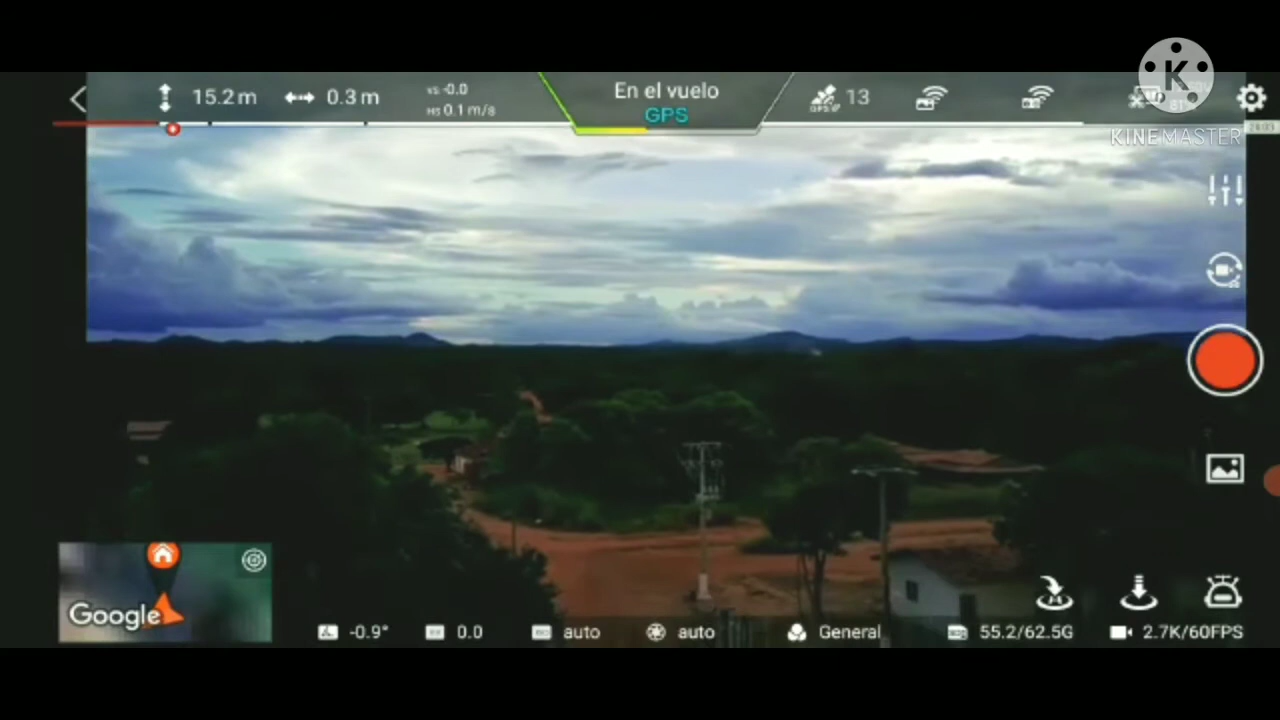 15.2m
0.3m
VS:-0.0
HS 0.1 m/s
En el vuelo
GPS
13
KINEMASTER
Google
-0.9°
0.0
auto
auto
General
55.2/62.5G
2.7K/60FPS